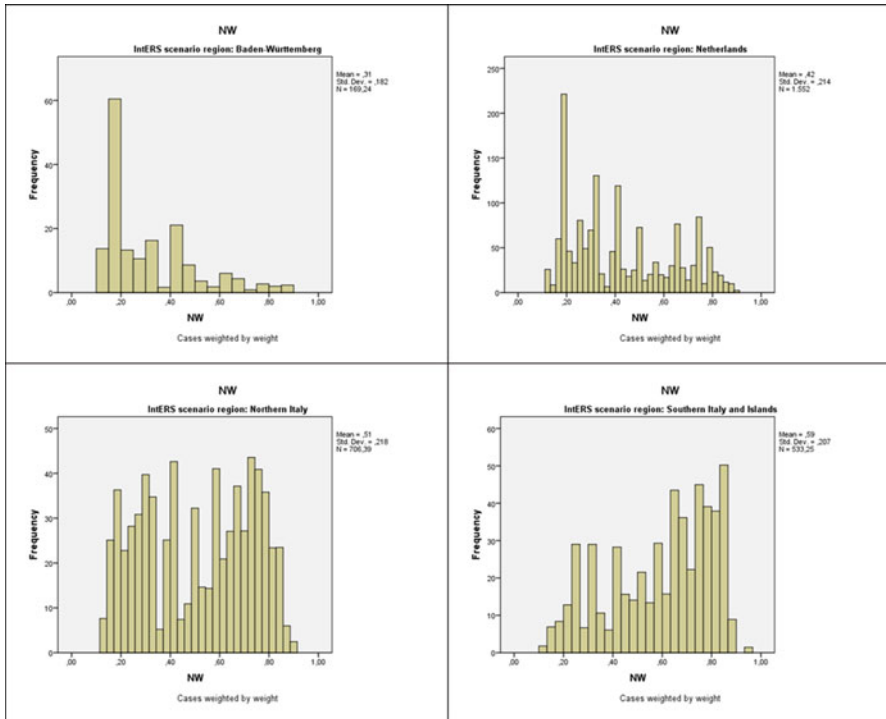 NW
IntERS scenario region: Baden-Wurttemberg
Mean = ,31
Std. Dev. = ,182
N = 169,24
60
40
20
0
Frequency
,00 ,20 ,40 ,60 ,80 1,00
NW
Cases weighted by weight
NW
IntERS scenario region: Netherlands
Mean = ,42
Std. Dev. = ,214
N = 1.552
250
200
150
100
50
0
Frequency
,00 ,20 ,40 ,60 ,80 1,00
NW
Cases weighted by weight
NW
IntERS scenario region: Northern Italy
Mean = ,51
Std. Dev. = ,218
N = 706,39
50
40
30
20
10
0
Frequency
,00 ,20 ,40 ,60 ,80 1,00
NW
Cases weighted by weight
NW
IntERS scenario region: Southern Italy and Islands
Mean = ,59
Std. Dev. = ,207
N = 533,25
60
50
40
30
20
10
0
Frequency
,00 ,20 ,40 ,60 ,80 1,00
NW
Cases weighted by weight